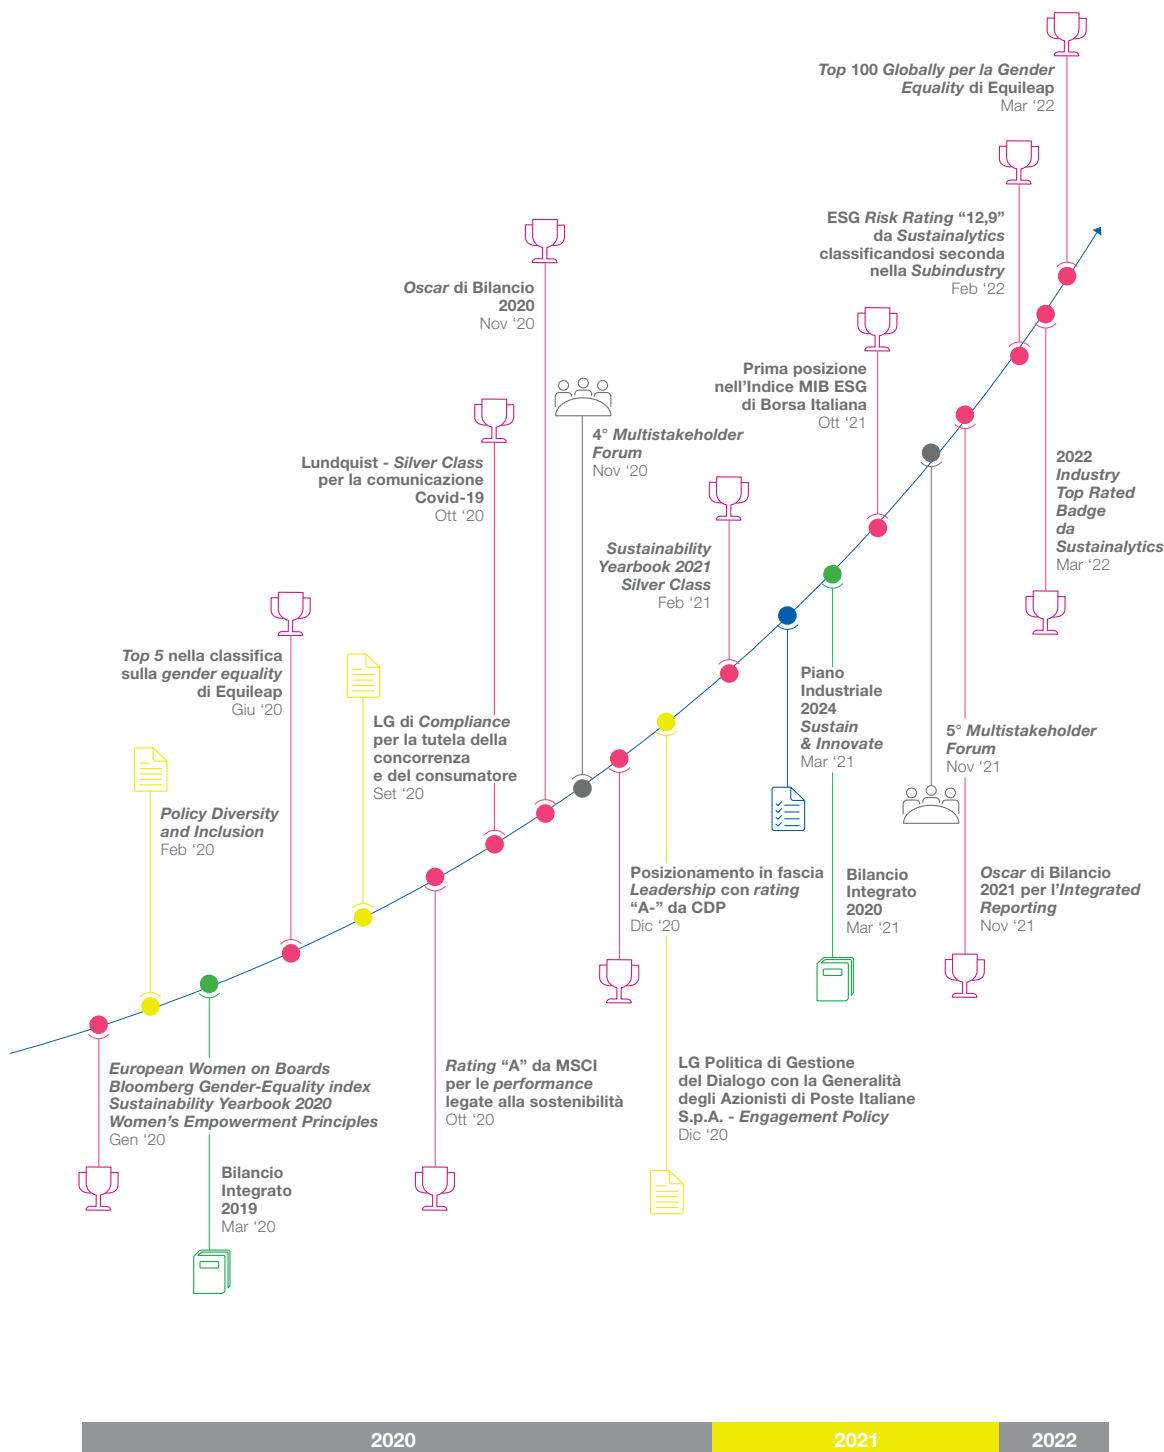 Top 100 Globally per la Gender
Equality di Equileap
Mar ‘22
ESG Risk Rating “12,9”
da Sustainalytics
classificandosi seconda
nella Subindustry
Feb ‘22
Oscar di Bilancio
2020
Nov ‘20
Prima posizione
nell’Indice MIB ESG
di Borsa Italiana
Ott ‘21
4° Multistakeholder
Forum
Nov ‘20
Lundquist - Silver Class
per la comunicazione
Covid-19
Ott ‘20
2022
Industry
Top Rated
Badge
da
Sustainalytics
Mar ‘22
Sustainability
Yearbook 2021
Silver Class
Feb ‘21
Top 5 nella classifica
sulla gender equality
di Equileap
Giu ‘20
LG di Compliance
per la tutela della
concorrenza
e del consumatore
Set ‘20
Piano
Industriale
2024
Sustain
& Innovate
Mar ‘21
5° Multistakeholder
Forum
Nov ‘21
Policy Diversity
and Inclusion
Feb ‘20
Posizionamento in fascia
Leadership con rating
“A-” da CDP
Dic ‘20
Bilancio
Integrato
2020
Mar ‘21
Oscar di Bilancio
2021 per l’Integrated
Reporting
Nov ‘21
European Women on Boards
Bloomberg Gender-Equality index
Sustainability Yearbook 2020
Women’s Empowerment Principles
Gen ‘20
Rating “A” da MSCI
per le performance
legate alla sostenibilità
Ott ‘20
LG Politica di Gestione
del Dialogo con la Generalità
degli Azionisti di Poste Italiane
S.p.A. - Engagement Policy
Dic ‘20
Bilancio
Integrato
2019
Mar ‘20
2020
2021
2022